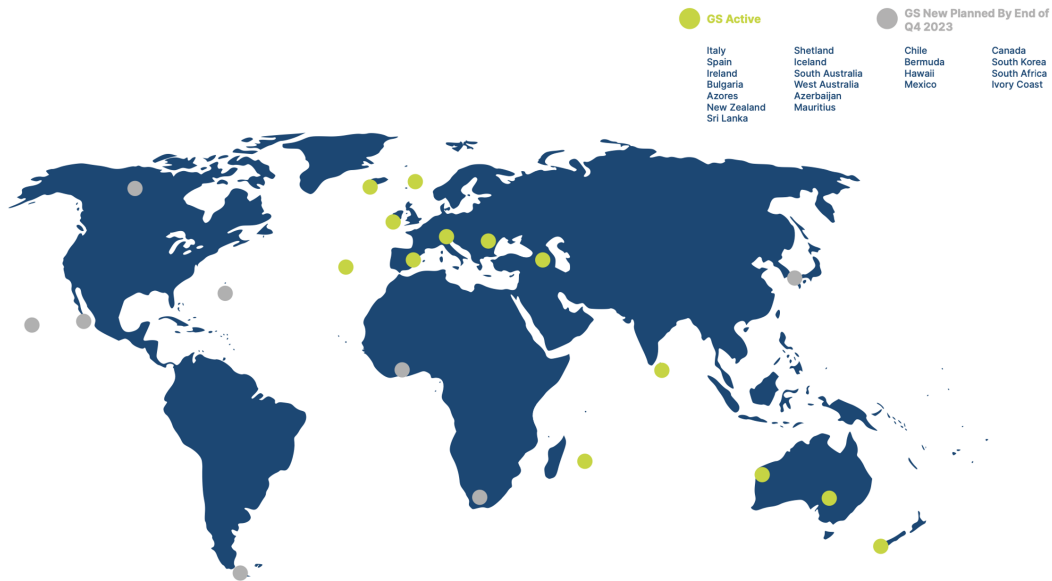 GS Active
Italy
Spain
Ireland
Bulgaria
Azores
New Zealand
Sri Lanka
Shetland
Iceland
South Australia
West Australia
Azerbaijan
Mauritius
GS New Planned By End of
Q4 2023
Chile
Bermuda
Hawaii
Mexico
Canada
South Korea
South Africa
Ivory Coast